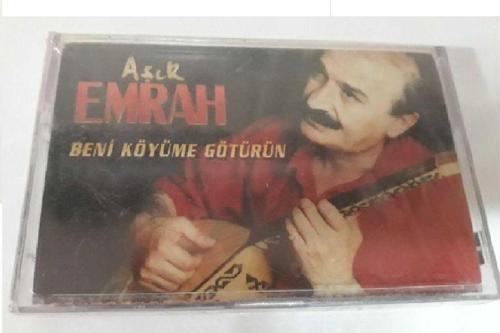 Aşık
EMRAH
BENİ KÖYÜME GÖTÜRÜN